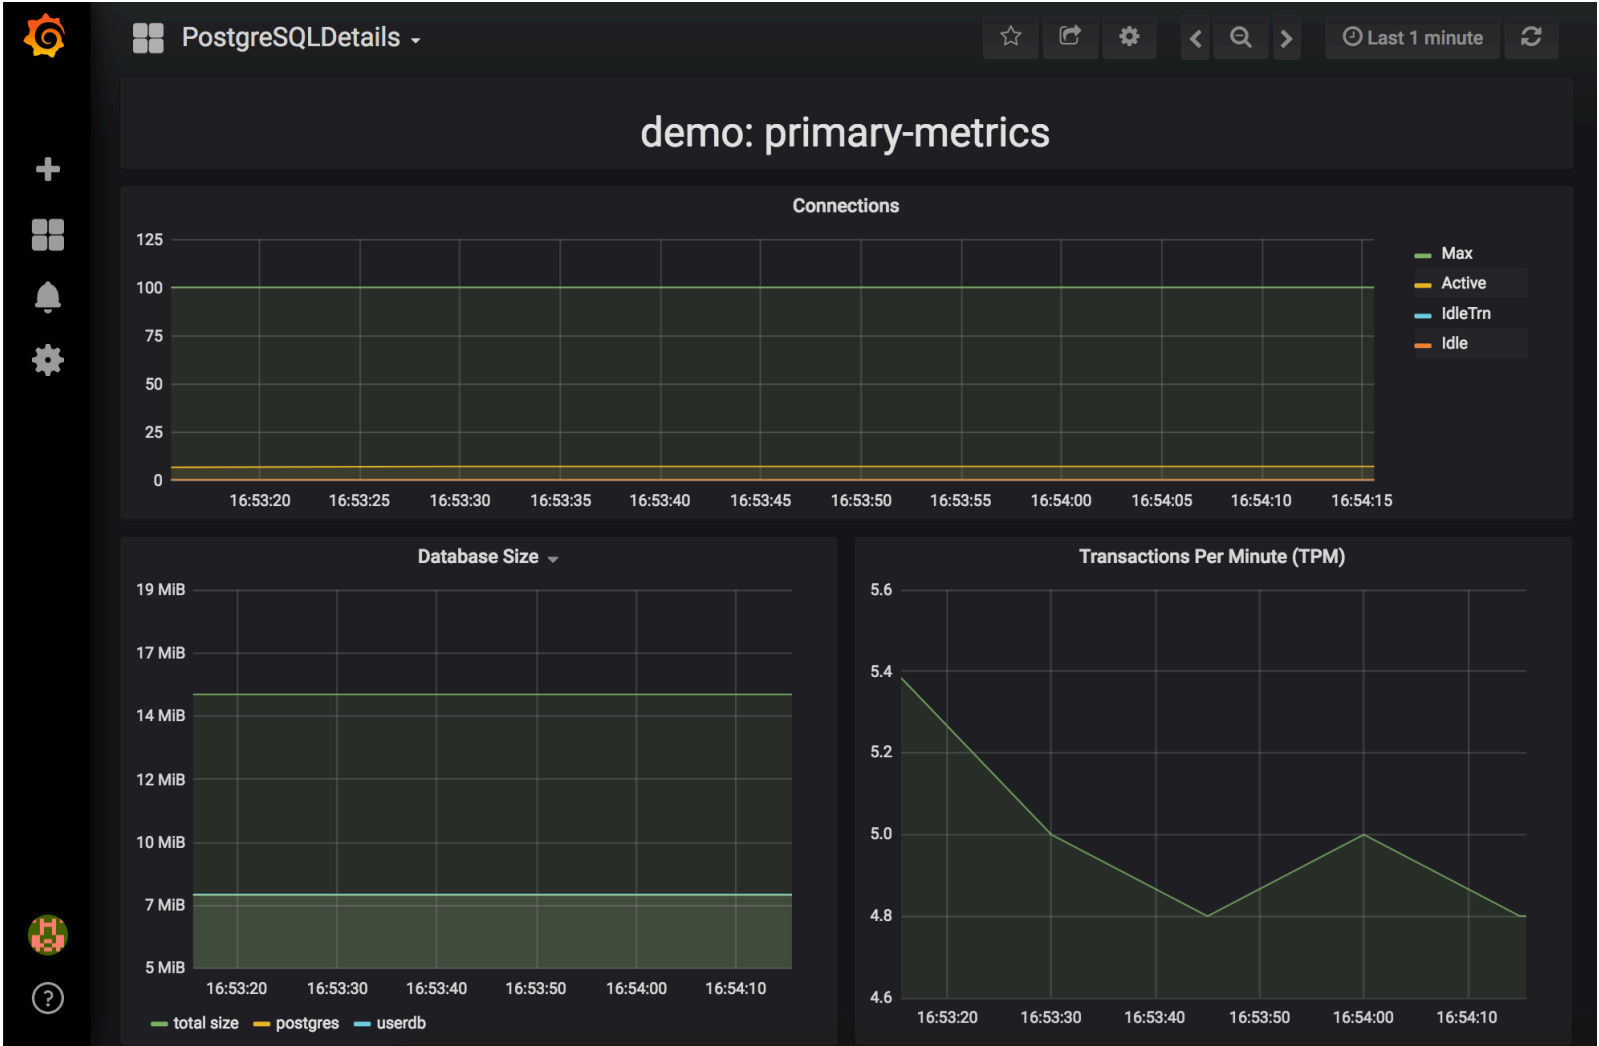 PostgreSQLDetails
Last 1 minute
demo: primary-metrics
Connections
125
100
75
50
25
0
16:53:20 16:53:25 16:53:30 16:53:35 16:53:40 16:53:45 16:53:50 16:53:55 16:54:00 16:54:05 16:54:10 16:54:15
Max
Active
IdleTrn
Idle
Database Size
19 MiB
17 MiB
14 MiB
12 MiB
10 MiB
7 MiB
5 MiB
16:53:20 16:53:30 16:53:40 16:53:50 16:54:00 16:54:10
total size postgres userdb
Transactions Per Minute (TPM)
5.6
5.4
5.2
5.0
4.8
4.6
16:53:20 16:53:30 16:53:40 16:53:50 16:54:00 16:54:10
?